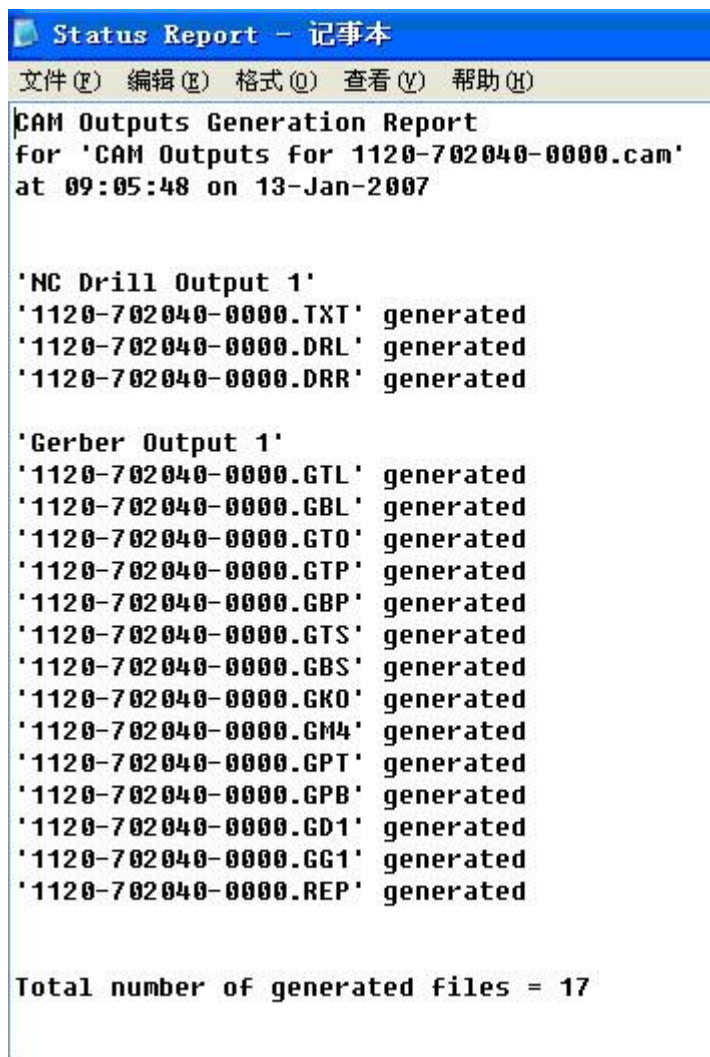 Status Report - 记事本
文件(F) 编辑(E) 格式(O) 查看(V) 帮助(H)
CAM Outputs Generation Report
for 'CAM Outputs for 1120-702040-0000.cam'
at 09:05:48 on 13-Jan-2007
'NC Drill Output 1'
'1120-702040-0000.TXT' generated
'1120-702040-0000.DRL' generated
'1120-702040-0000.DRR' generated
'Gerber Output 1'
'1120-702040-0000.GTL' generated
'1120-702040-0000.GBL' generated
'1120-702040-0000.GTO' generated
'1120-702040-0000.GTP' generated
'1120-702040-0000.GBP' generated
'1120-702040-0000.GTS' generated
'1120-702040-0000.GBS' generated
'1120-702040-0000.GKO' generated
'1120-702040-0000.GM4' generated
'1120-702040-0000.GPT' generated
'1120-702040-0000.GPB' generated
'1120-702040-0000.GD1' generated
'1120-702040-0000.GG1' generated
'1120-702040-0000.REP' generated
Total number of generated files = 17